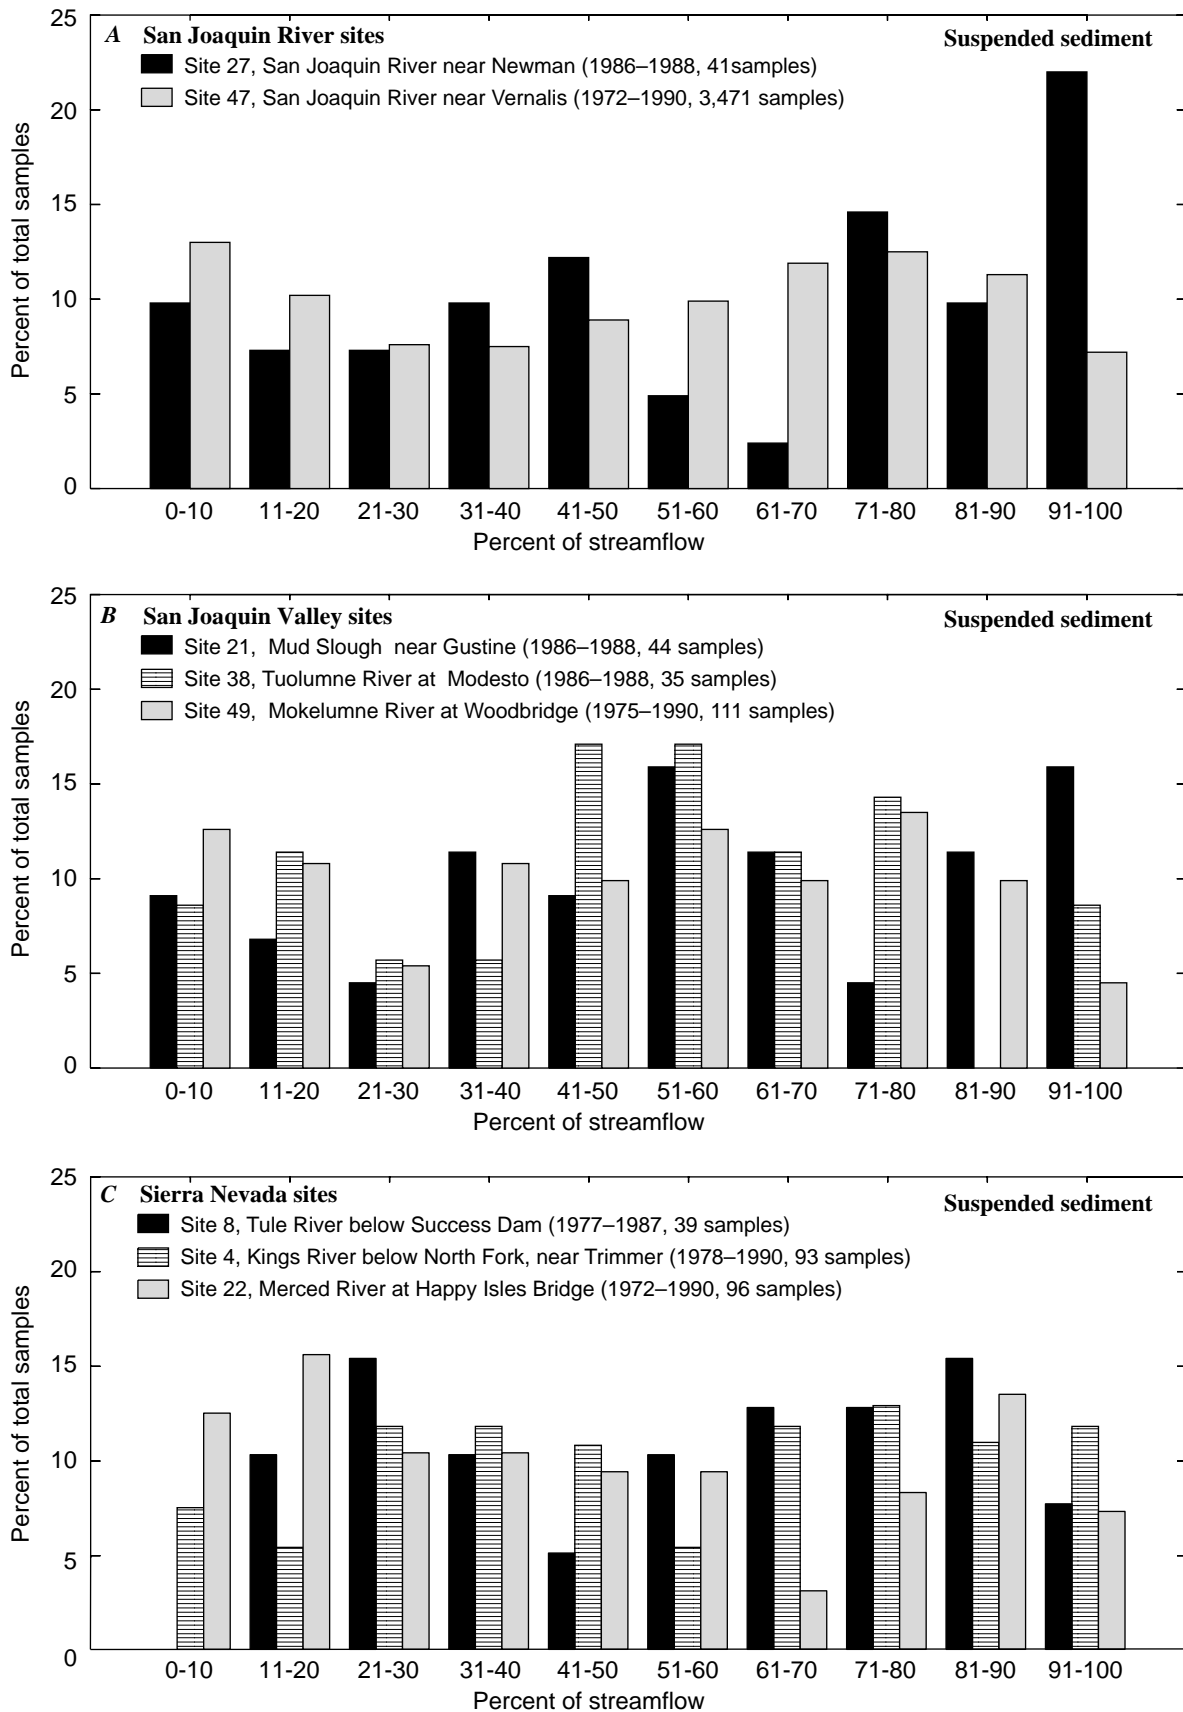 25
A San Joaquin River sites
Suspended sediment
Site 27, San Joaquin River near Newman (1986–1988, 41samples)
Site 47, San Joaquin River near Vernalis (1972–1990, 3,471 samples)
20
15
10
5
0
Percent of total samples
0-10 11-20 21-30 31-40 41-50 51-60 61-70 71-80 81-90 91-100
Percent of streamflow
25
B San Joaquin Valley sites
Suspended sediment
Site 21, Mud Slough near Gustine (1986–1988, 44 samples)
Site 38, Tuolumne River at Modesto (1986–1988, 35 samples)
Site 49, Mokelumne River at Woodbridge (1975–1990, 111 samples)
20
15
10
5
0
Percent of total samples
0-10 11-20 21-30 31-40 41-50 51-60 61-70 71-80 81-90 91-100
Percent of streamflow
25
C Sierra Nevada sites
Suspended sediment
Site 8, Tule River below Success Dam (1977–1987, 39 samples)
Site 4, Kings River below North Fork, near Trimmer (1978–1990, 93 samples)
Site 22, Merced River at Happy Isles Bridge (1972–1990, 96 samples)
20
15
10
5
0
Percent of total samples
0-10 11-20 21-30 31-40 41-50 51-60 61-70 71-80 81-90 91-100
Percent of streamflow